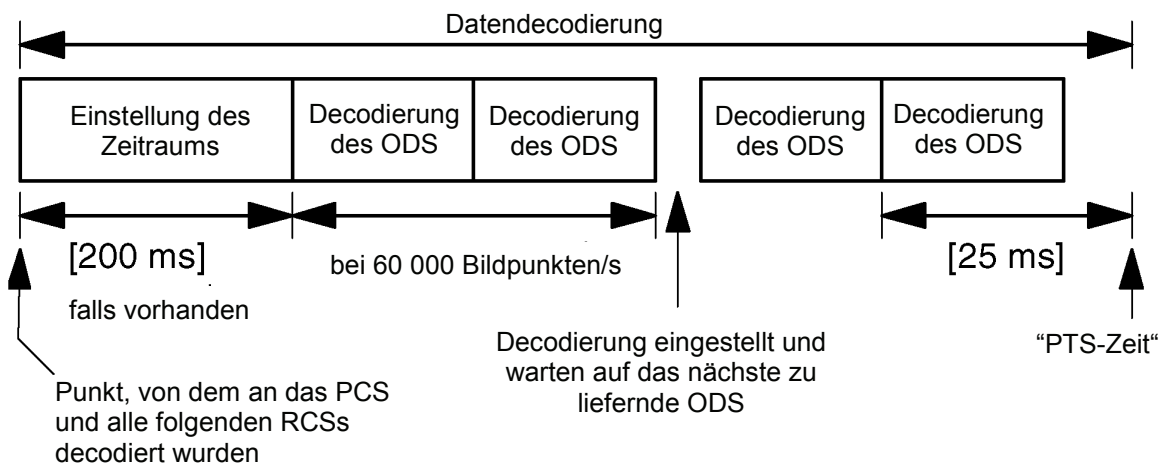 Datendecodierung
Einstellung des
Zeitraums
Decodierung
des ODS
Decodierung
des ODS
Decodierung
des ODS
Decodierung
des ODS
[200 ms]
falls vorhanden
bei 60 000 Bildpunkten/s
[25 ms]
Decodierung eingestellt und
warten auf das nächste zu
liefernde ODS
“PTS-Zeit“
Punkt, von dem an das PCS
und alle folgenden RCSs
decodiert wurden